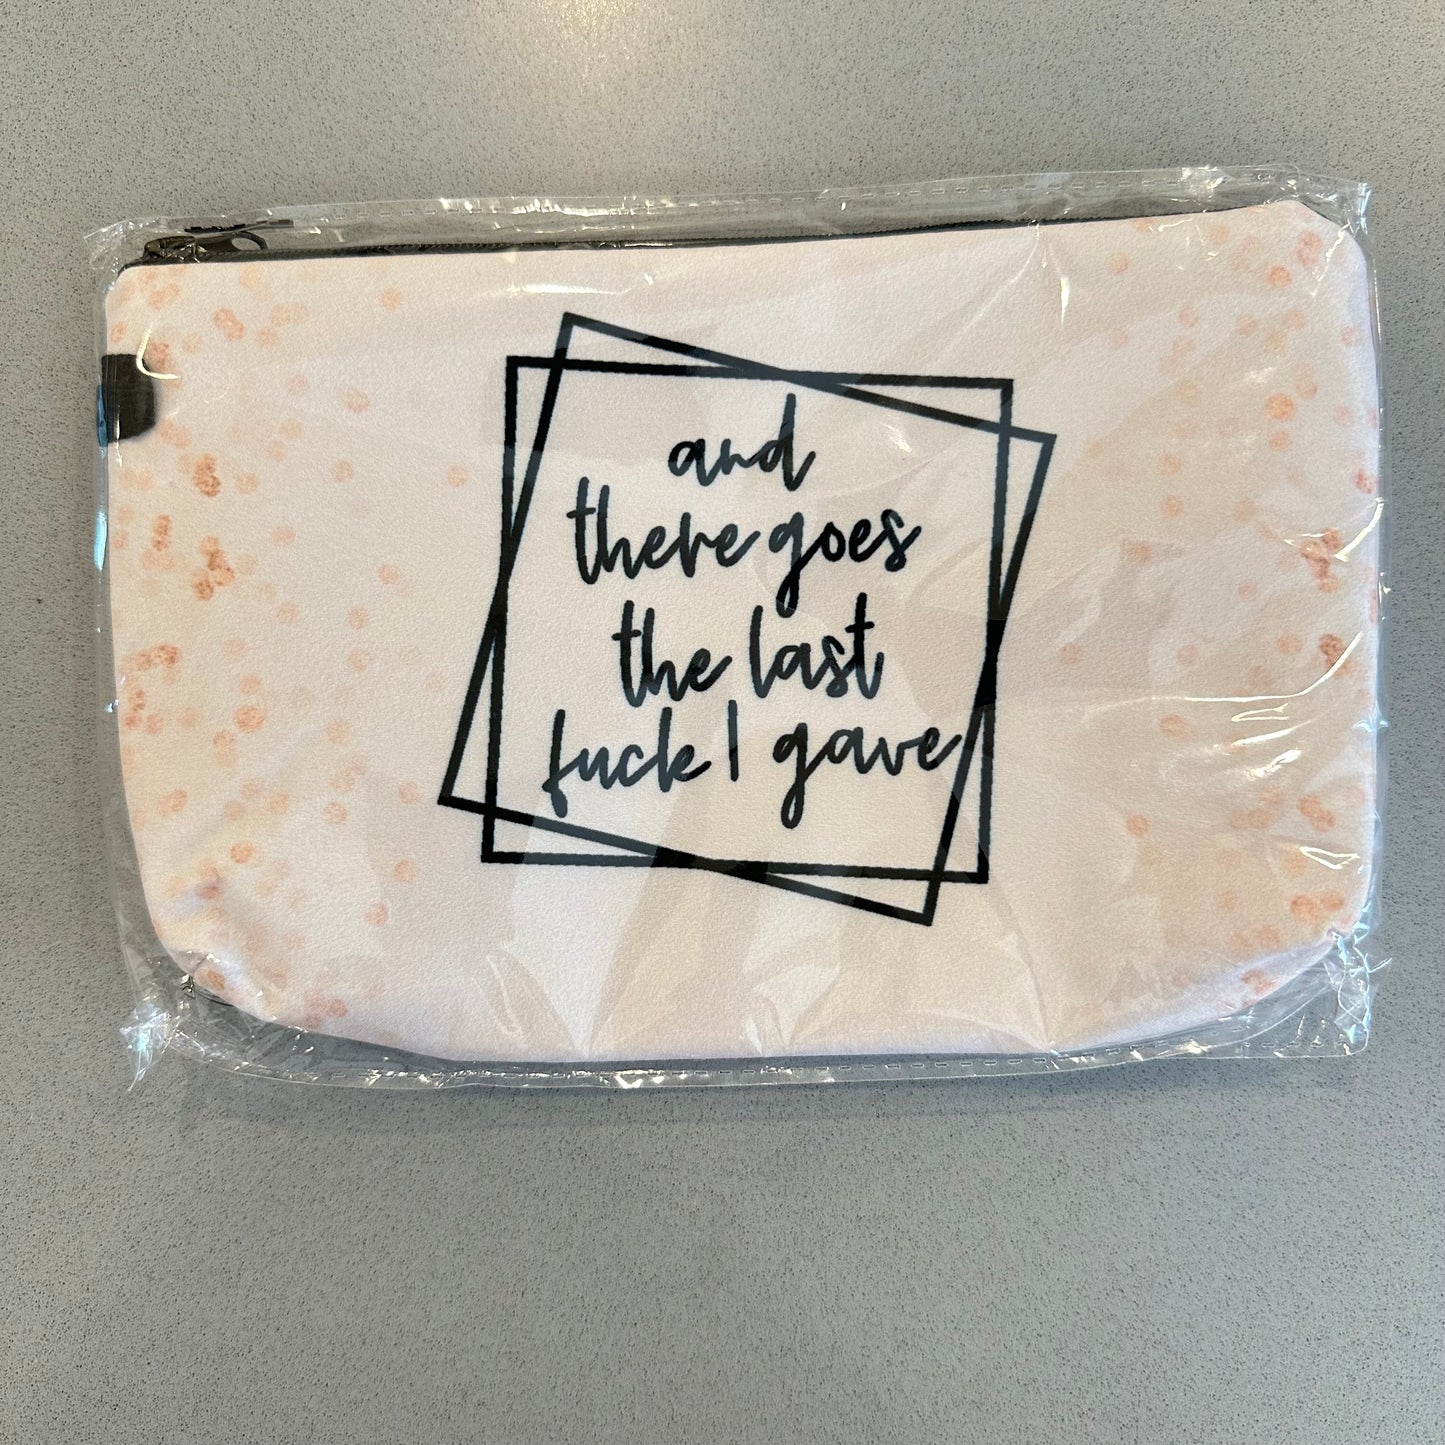 and
there goes
the last
fuck I gave